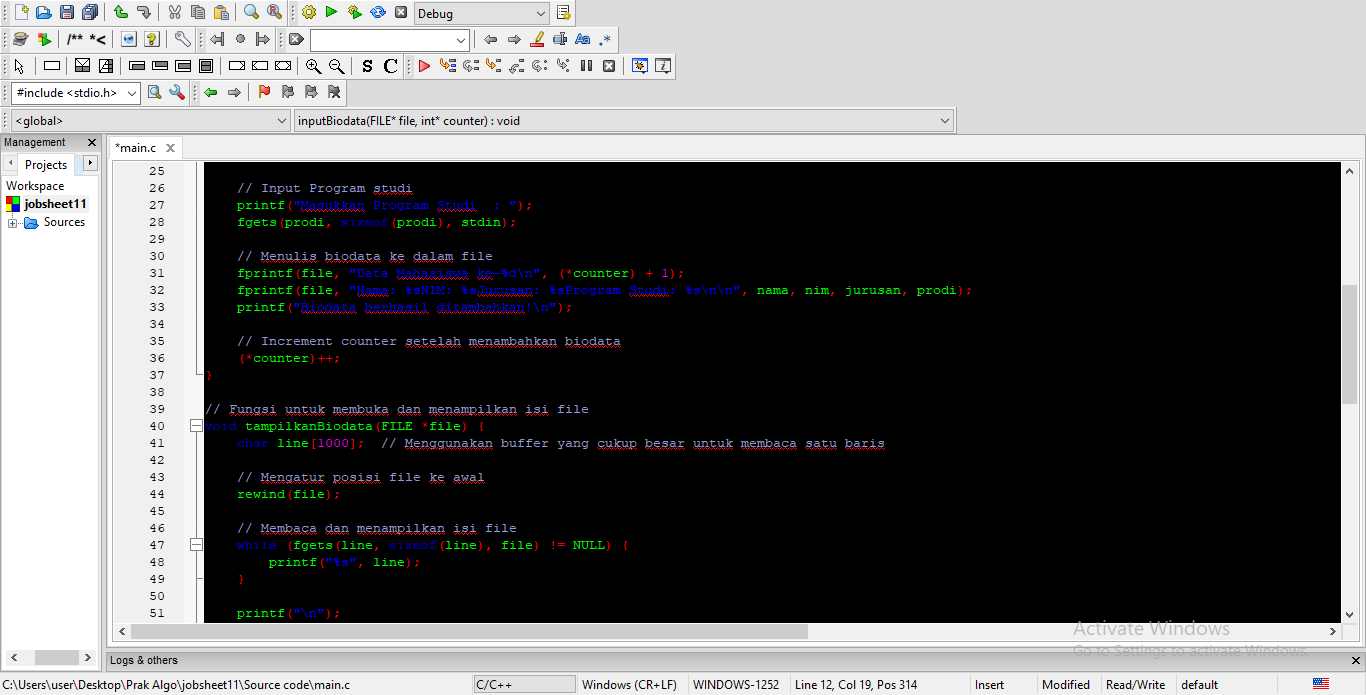 Debug
/** *<
Aa .*
S C
#include <stdio.h>
<global>
inputBiodata(FILE* file, int* counter) : void
Management
*main.c
Projects
Workspace
jobsheet11
Sources
25
26 // Input Program studi
27 printf("Masukkan Program Studi  : ");
28 fgets(prodi, sizeof(prodi), stdin);
29
30 // Menulis biodata ke dalam file
31 fprintf(file, "Data Mahasiswa ke-%d\n", (*counter) + 1);
32 fprintf(file, "Nama: %sNIM: %sJurusan: %sProgram Studi: %s\n\n", nama, nim, jurusan, prodi);
33 printf("Biodata berhasil ditambahkan!\n");
34
35 // Increment counter setelah menambahkan biodata
36 (*counter)++;
37 }
38
39 // Fungsi untuk membuka dan menampilkan isi file
40 void tampilkanBiodata(FILE *file) {
41 char line[1000];  // Menggunakan buffer yang cukup besar untuk membaca satu baris
42
43 // Mengatur posisi file ke awal
44 rewind(file);
45
46 // Membaca dan menampilkan isi file
47 while (fgets(line, sizeof(line), file) != NULL) {
48 printf("%s", line);
49 }
50
51 printf("\n");
Activate Windows
Go to Settings to activate Windows.
Logs & others
C:\Users\user\Desktop\Prak Algo\jobsheet11\Source code\main.c
C/C++
Windows (CR+LF)
WINDOWS-1252
Line 12, Col 19, Pos 314
Insert
Modified
Read/Write
default